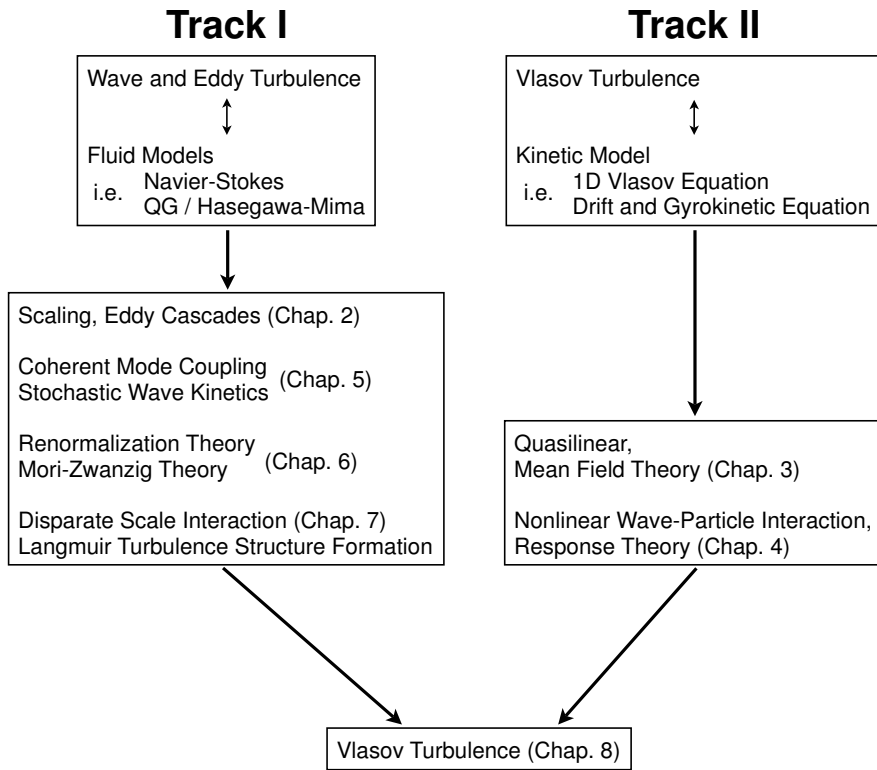 Track I
Wave and Eddy Turbulence
Fluid Models
i.e.
Navier-Stokes
QG / Hasegawa-Mima
Scaling, Eddy Cascades (Chap. 2)
Coherent Mode Coupling
Stochastic Wave Kinetics
(Chap. 5)
Renormalization Theory
Mori-Zwanzig Theory
(Chap. 6)
Disparate Scale Interaction (Chap. 7)
Langmuir Turbulence Structure Formation
Track II
Vlasov Turbulence
Kinetic Model
i.e.
1D Vlasov Equation
Drift and Gyrokinetic Equation
Quasilinear,
Mean Field Theory (Chap. 3)
Nonlinear Wave-Particle Interaction,
Response Theory (Chap. 4)
Vlasov Turbulence (Chap. 8)